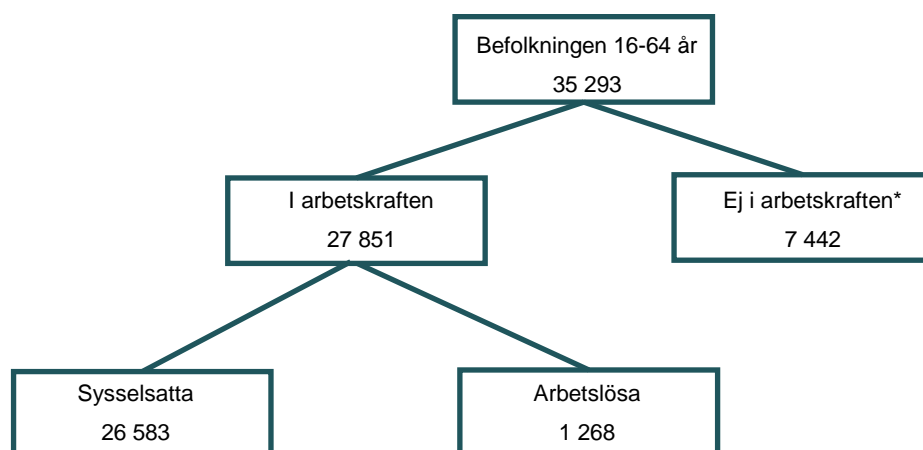 Befolkningen 16-64 år
35 293
I arbetskraften
27 851
Ej i arbetskraften*
7 442
Sysselsatta
26 583
Arbetslösa
1 268